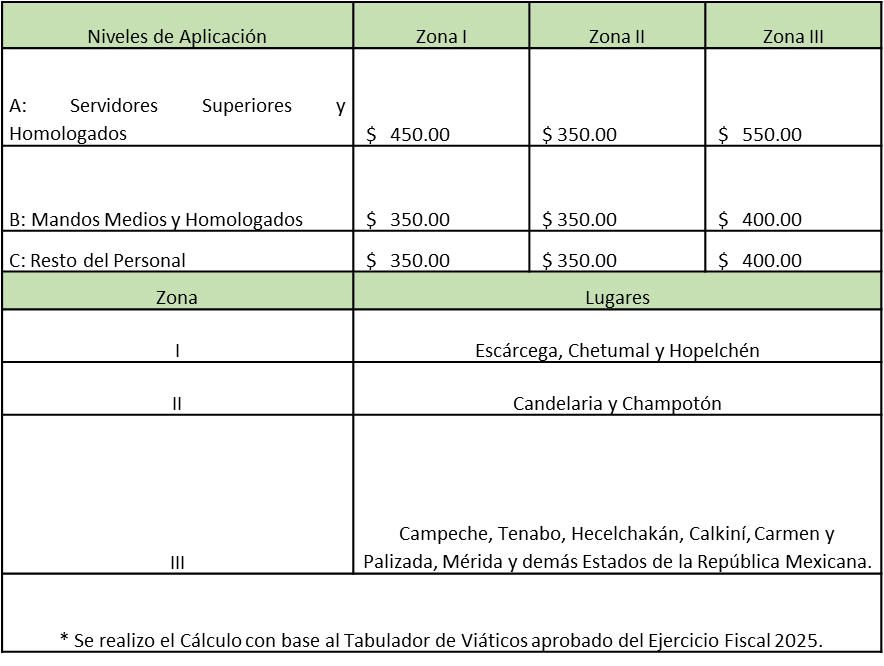 Niveles de Aplicación Zona I Zona II Zona III
A: Servidores Superiores y
Homologados $ 450.00 $ 350.00 $ 550.00
B: Mandos Medios y Homologados $ 350.00 $ 350.00 $ 400.00
C: Resto del Personal $ 350.00 $ 350.00 $ 400.00
Zona Lugares
I Escárcega, Chetumal y Hopelchén
II Candelaria y Champotón
Campeche, Tenabo, Hecelchakán, Calkiní, Carmen y
III Palizada, Mérida y demás Estados de la República Mexicana.
* Se realizo el Cálculo con base al Tabulador de Viáticos aprobado del Ejercicio Fiscal 2025.